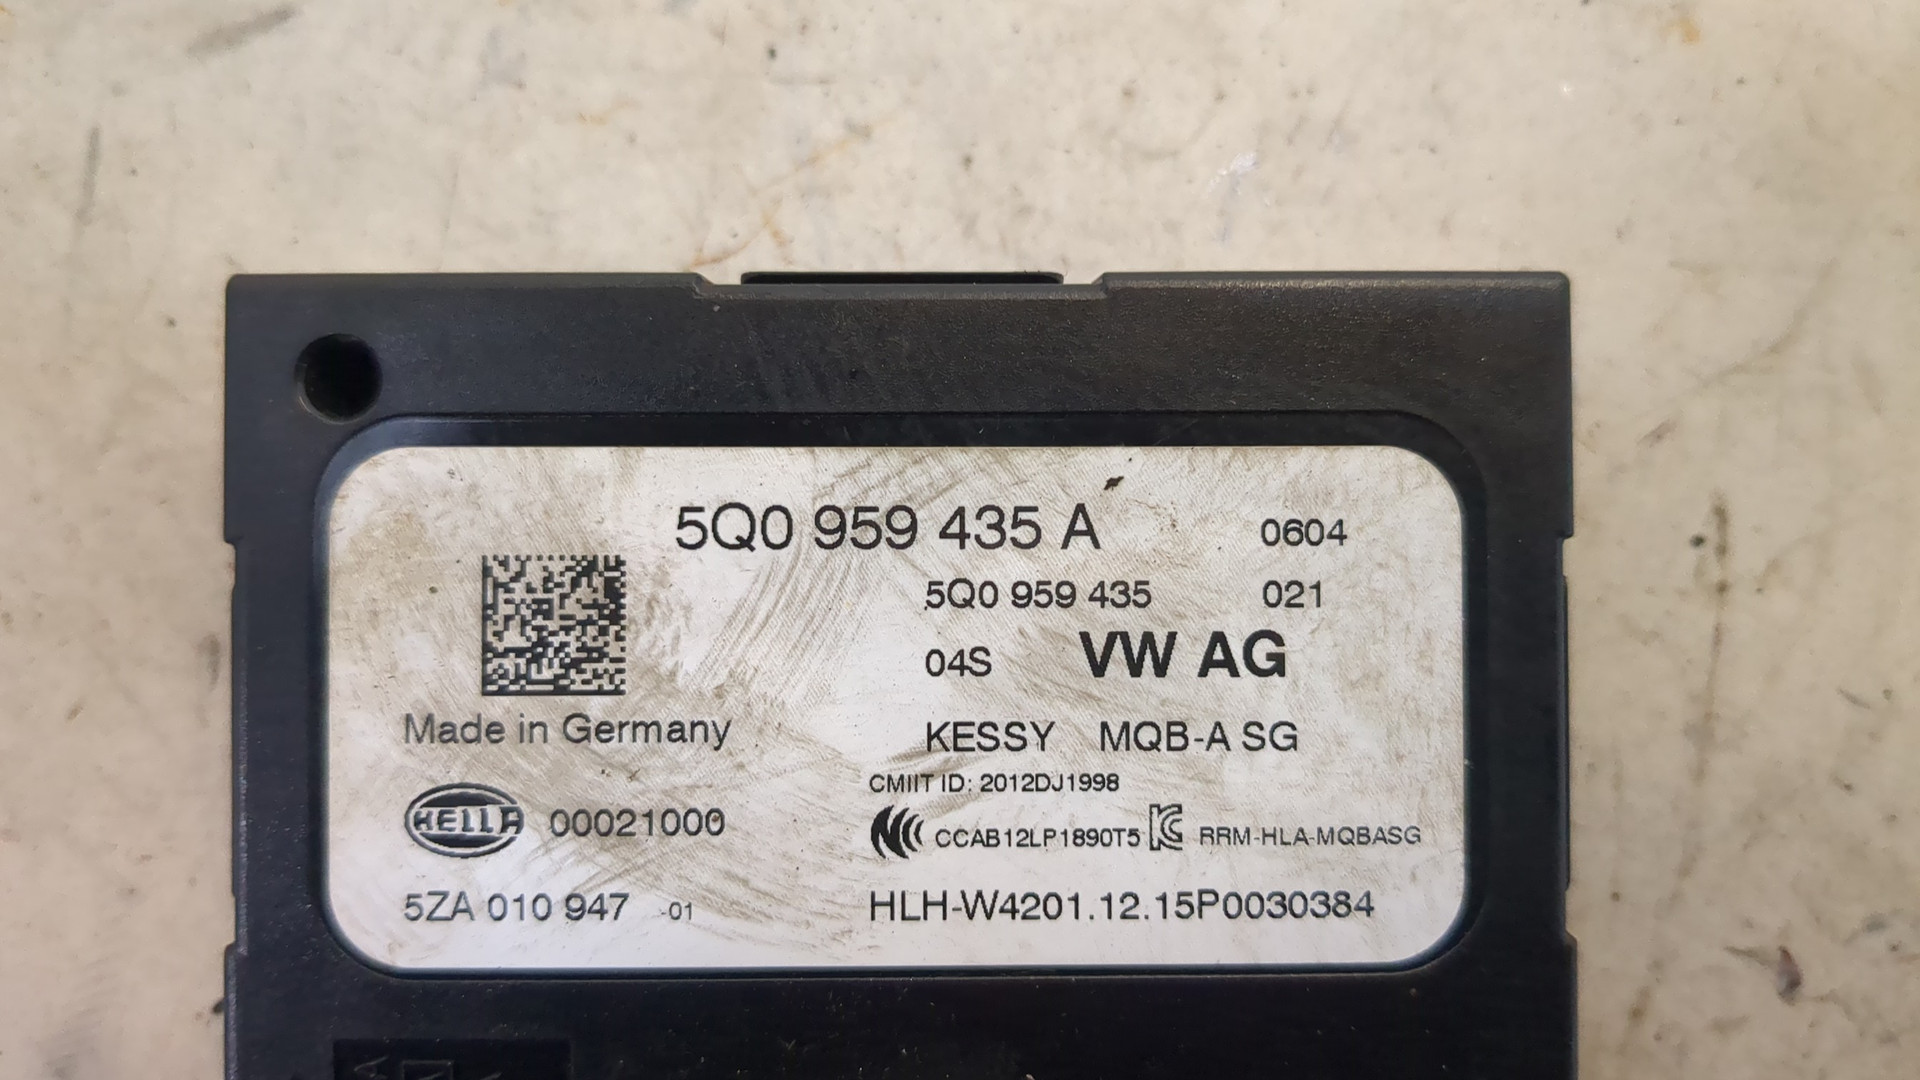 5Q0 959 435 A 0604
5Q0 959 435 021
04S VW AG
Made in Germany
KESSY MQB-A SG
CMIIT ID: 2012DJ1998
HELLA 00021000
CCAB12LP1890T5 RRM-HLA-MQBASG
5ZA 010 947 -01
HLH-W4201.12.15P0030384